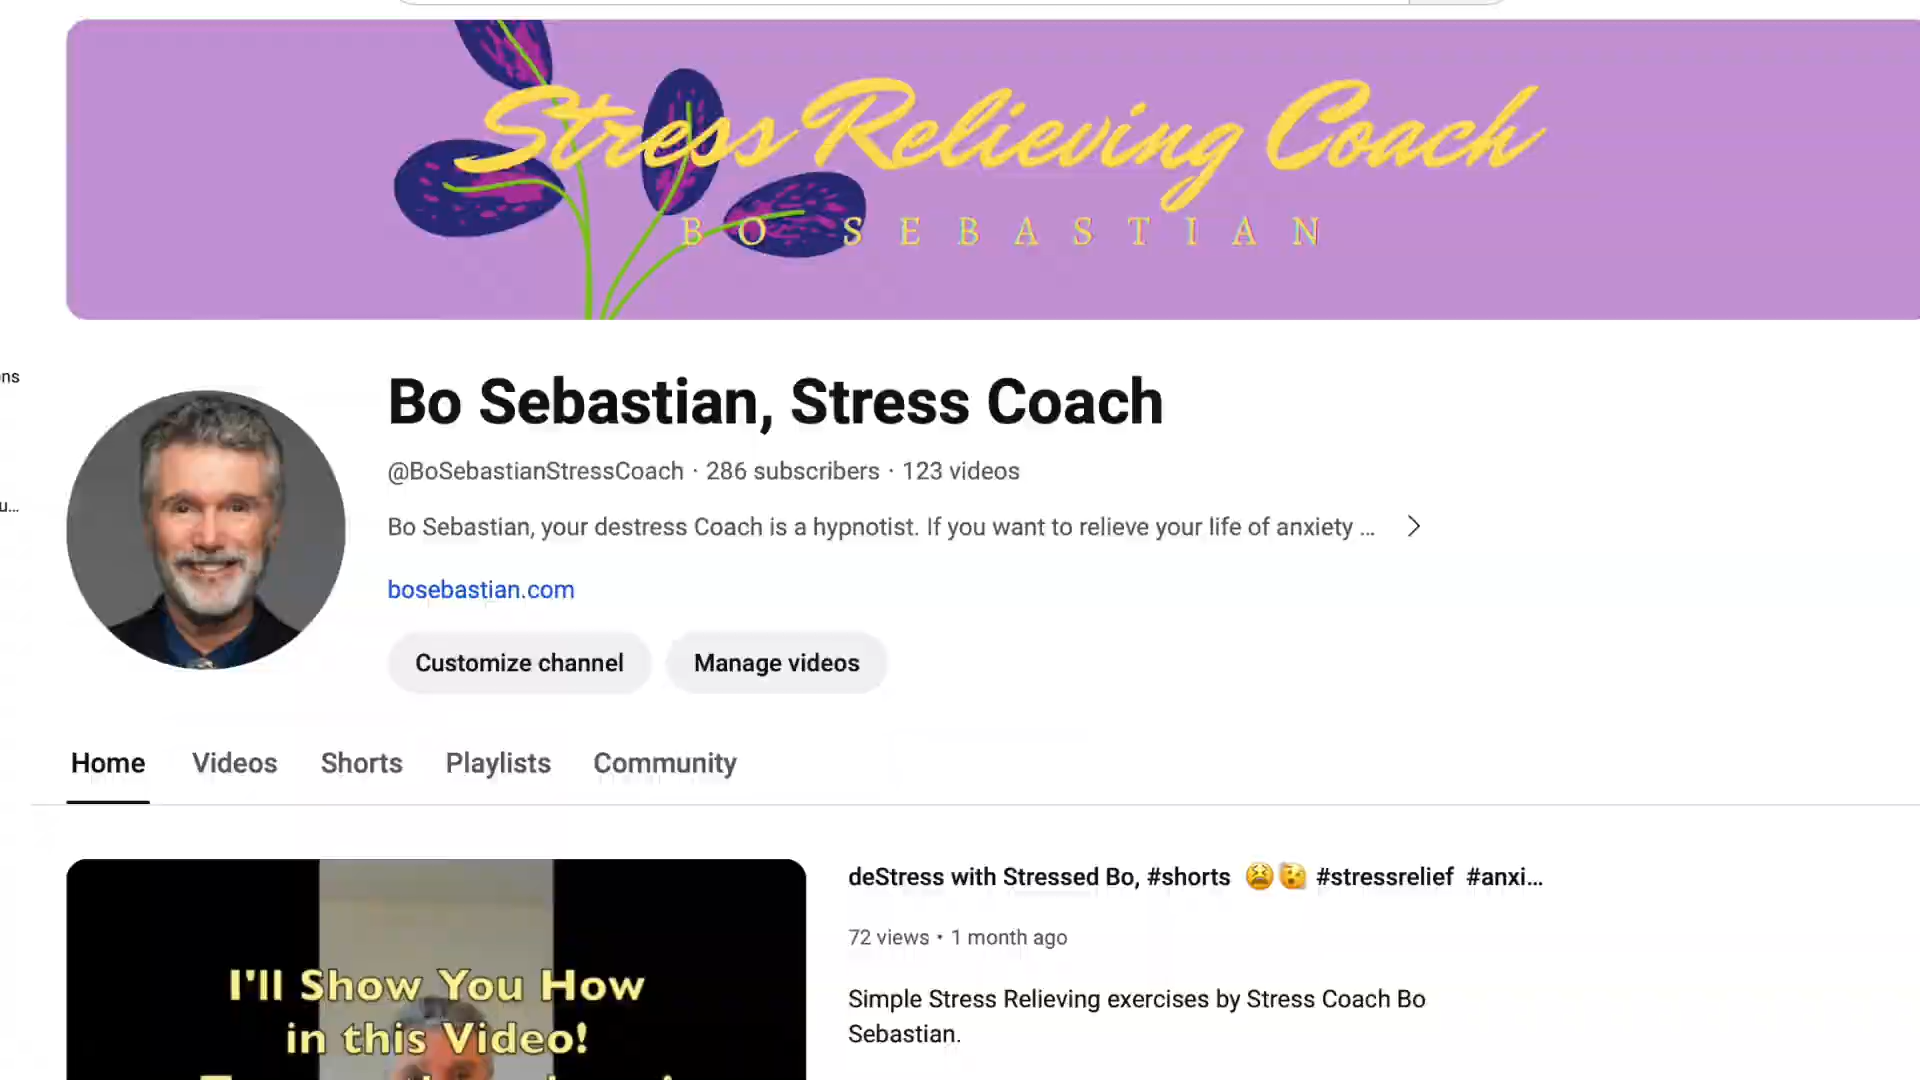 Stress Relieving Coach
BO SEBASTIAN
ns
Bo Sebastian, Stress Coach
@BoSebastianStressCoach · 286 subscribers · 123 videos
u...
Bo Sebastian, your destress Coach is a hypnotist. If you want to relieve your life of anxiety ...
bosebastian.com
Customize channel Manage videos
Home Videos Shorts Playlists Community
deStress with Stressed Bo, #shorts 😫🫡 #stressrelief #anxi...
72 views • 1 month ago
I'll Show You How
in this Video!
Simple Stress Relieving exercises by Stress Coach Bo
Sebastian.